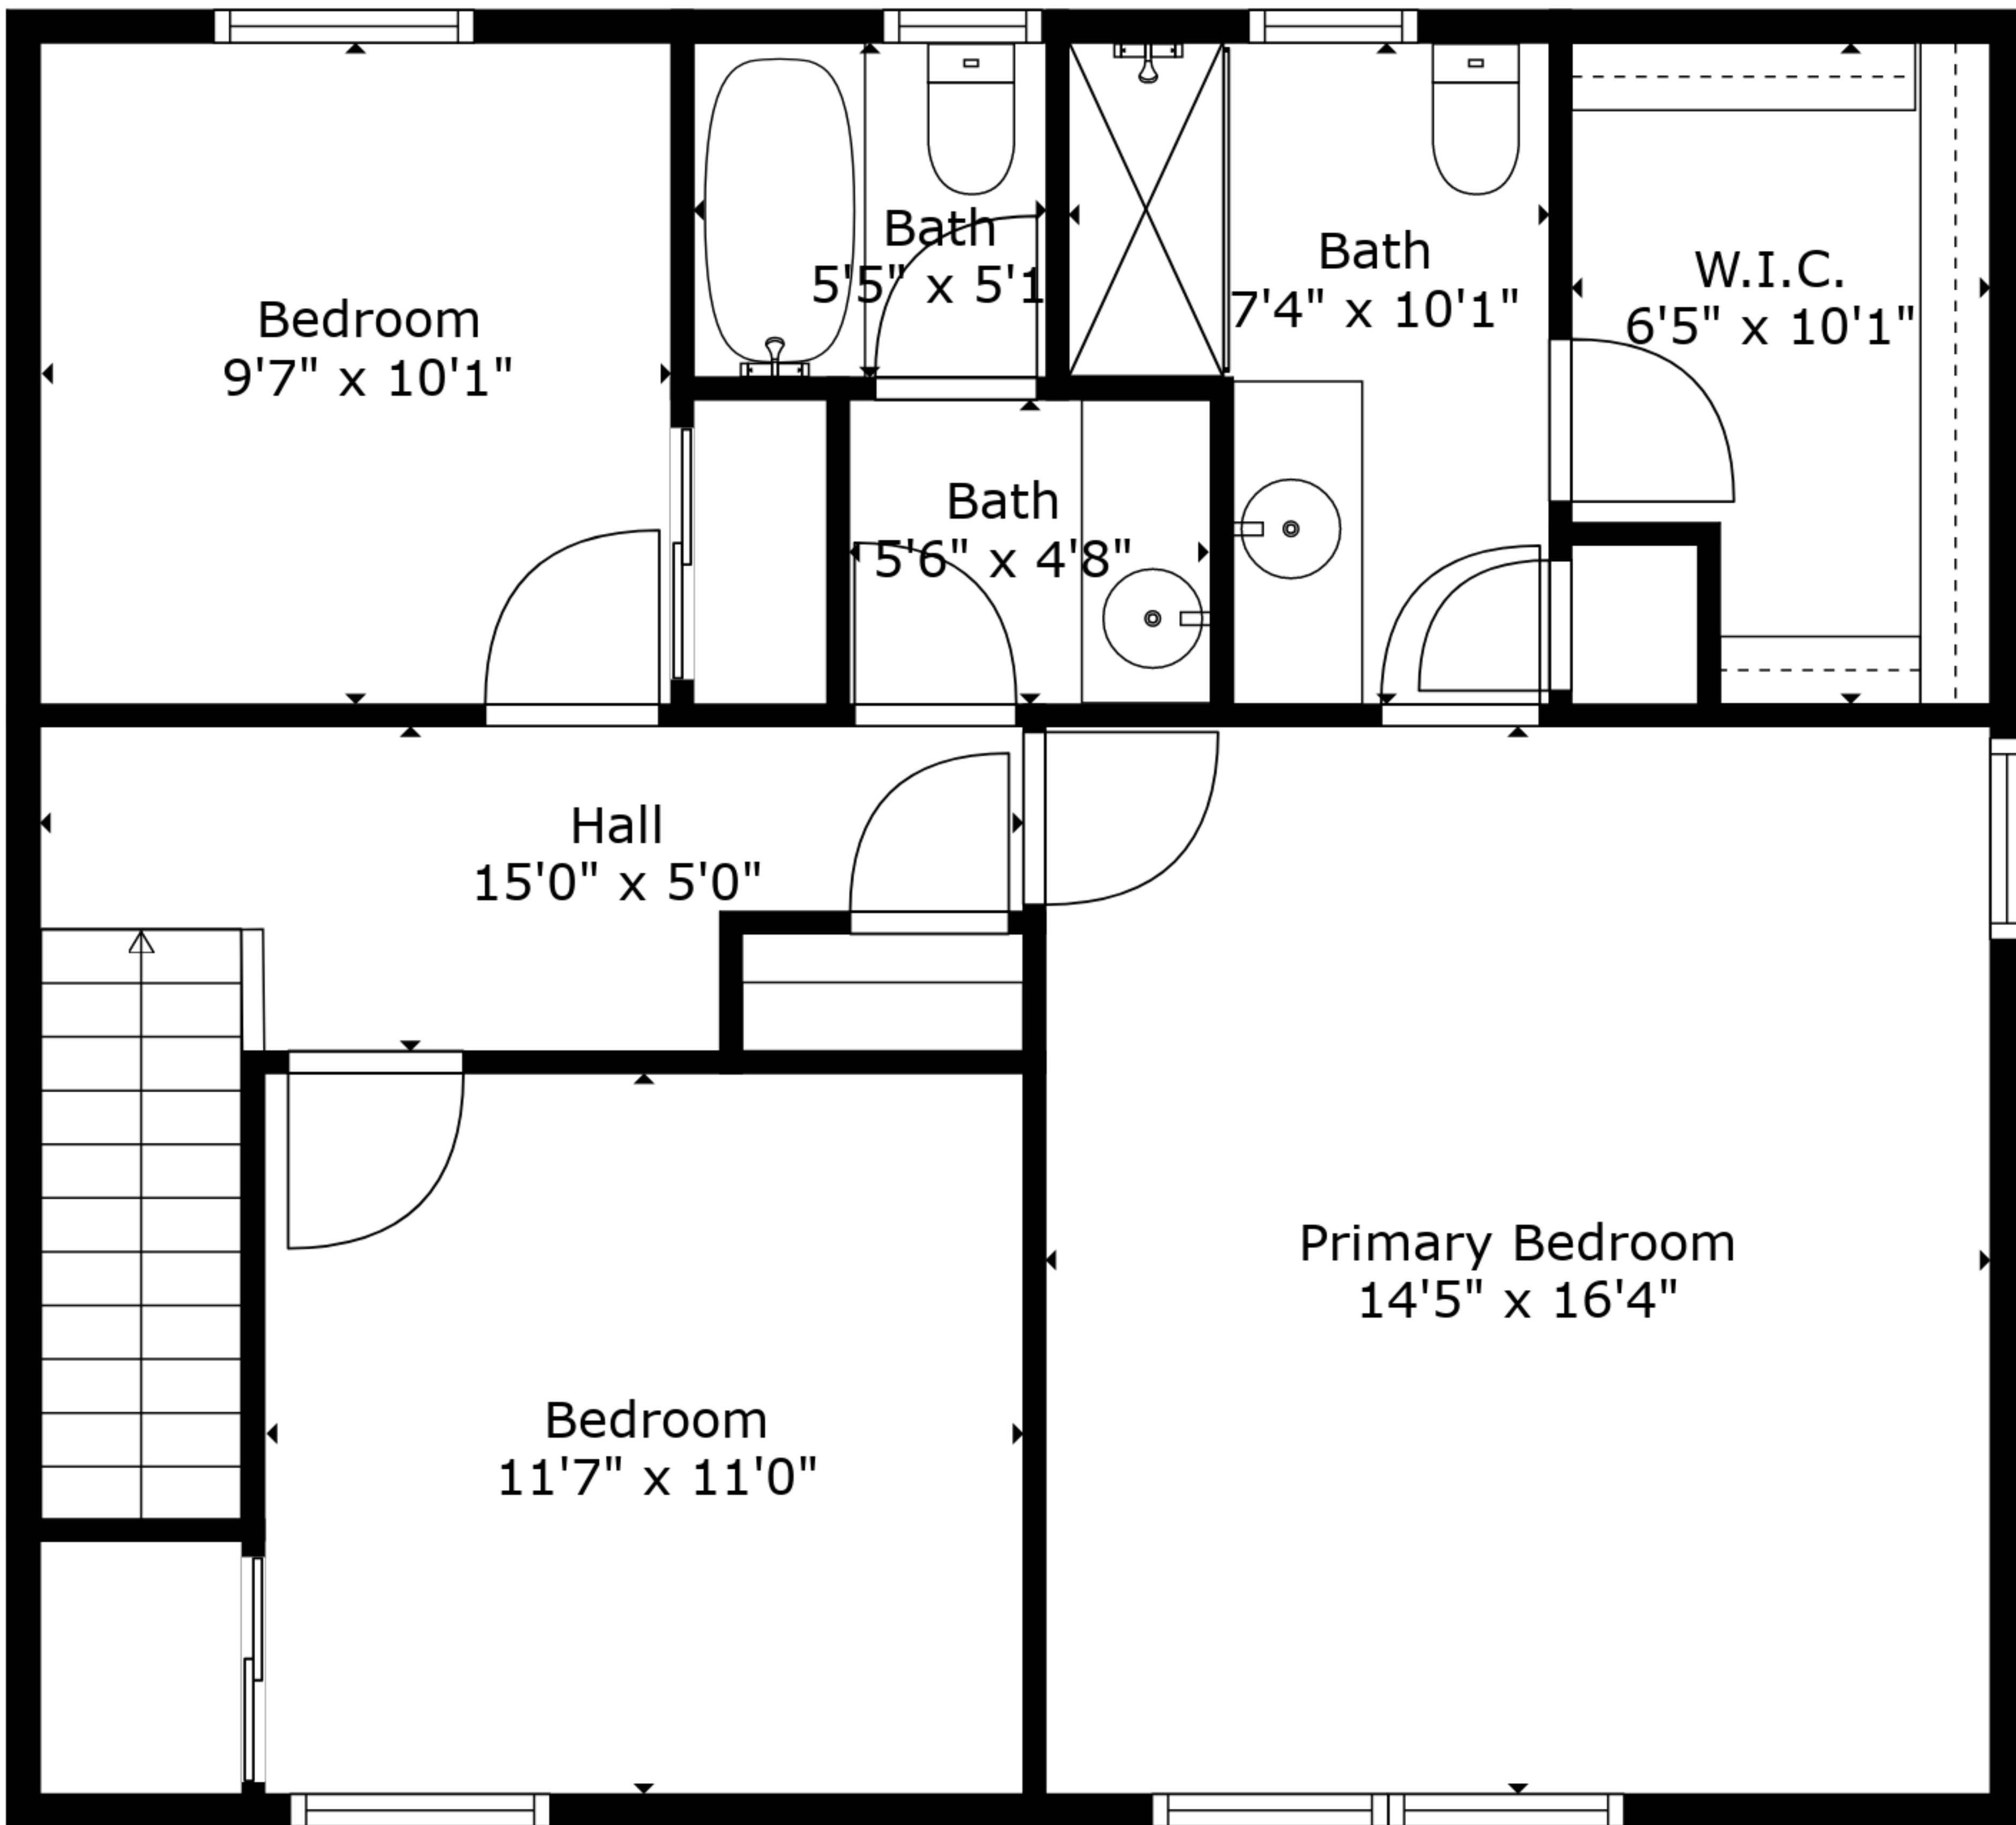 Bath
5'5" x 5'1
Bath
7'4" x 10'1"
W.I.C.
6'5" x 10'1"
Bedroom
9'7" x 10'1"
Bath
5'6" x 4'8"
Hall
15'0" x 5'0"
Primary Bedroom
14'5" x 16'4"
Bedroom
11'7" x 11'0"